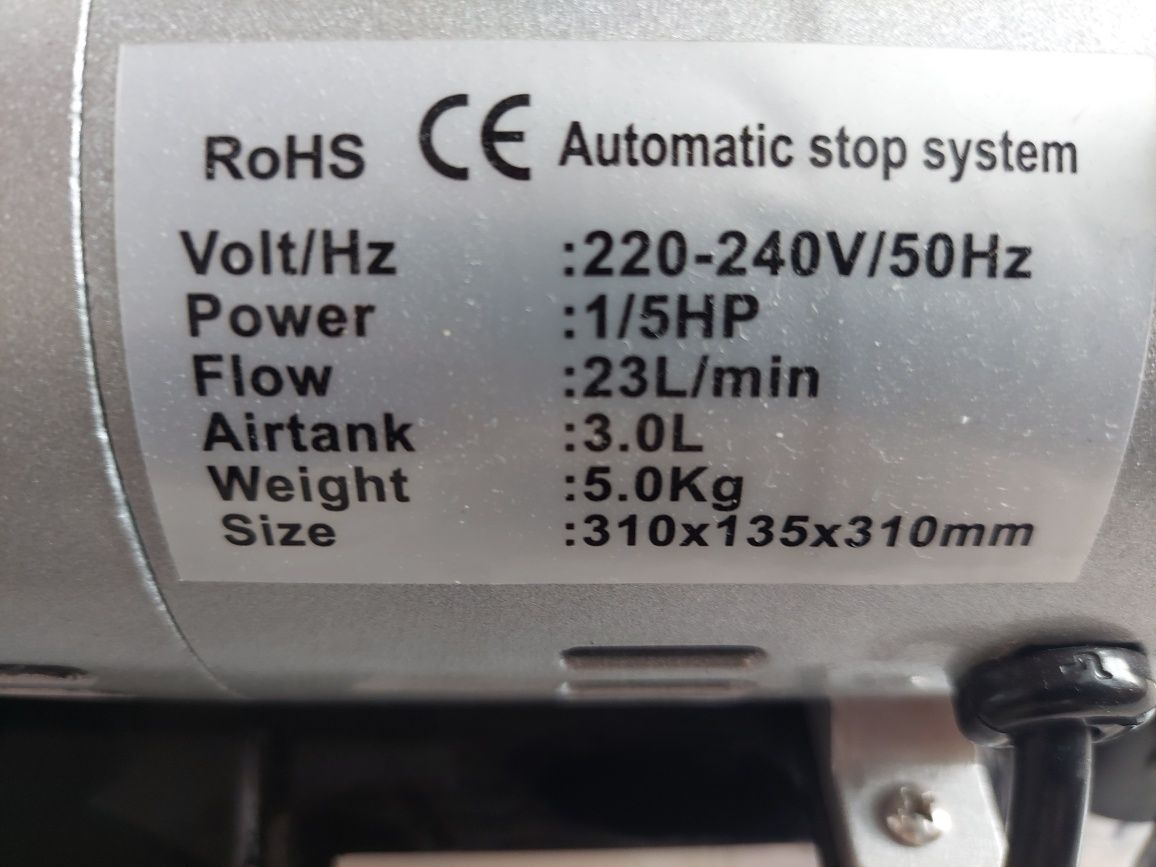 RoHS CE Automatic stop system
Volt/Hz :220-240V/50Hz
Power :1/5HP
Flow :23L/min
Airtank :3.0L
Weight :5.0Kg
Size :310x135x310mm